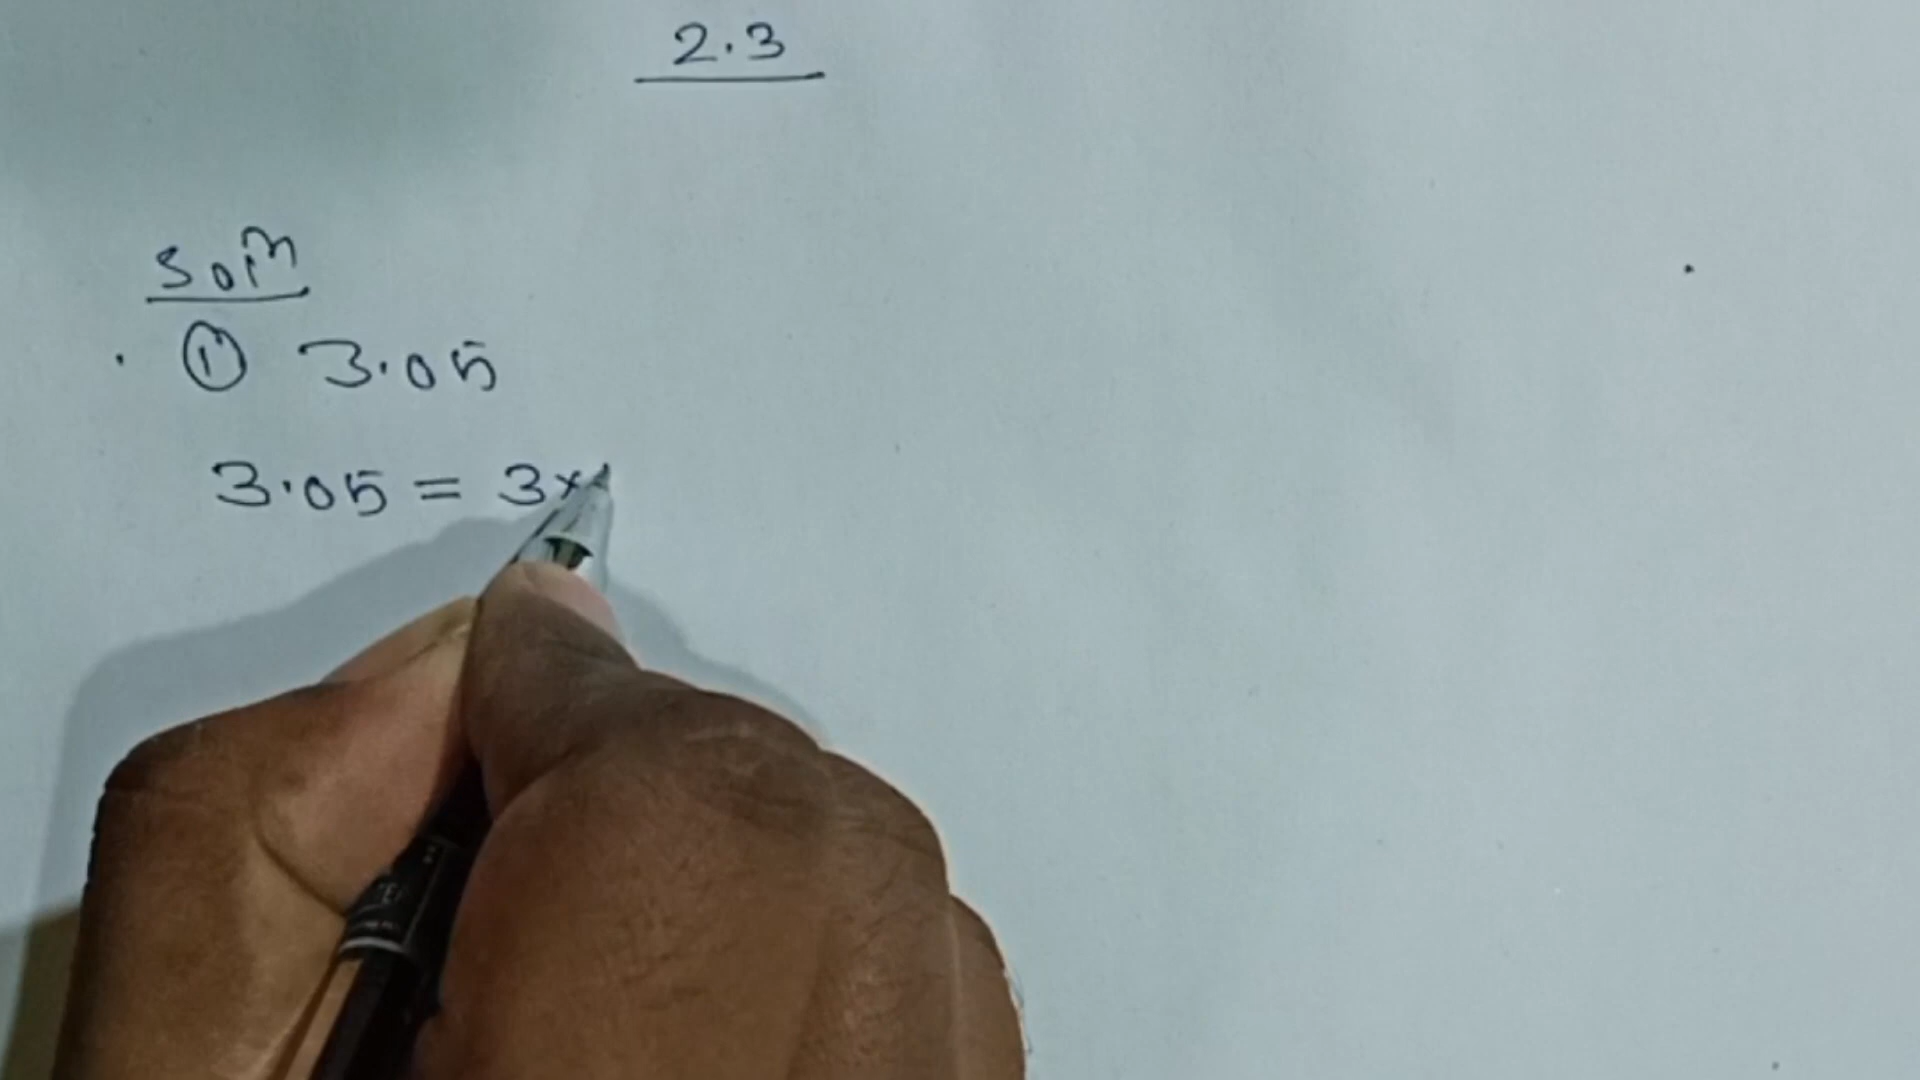 2.3
Soln
① 3.05
3.05 = 3×